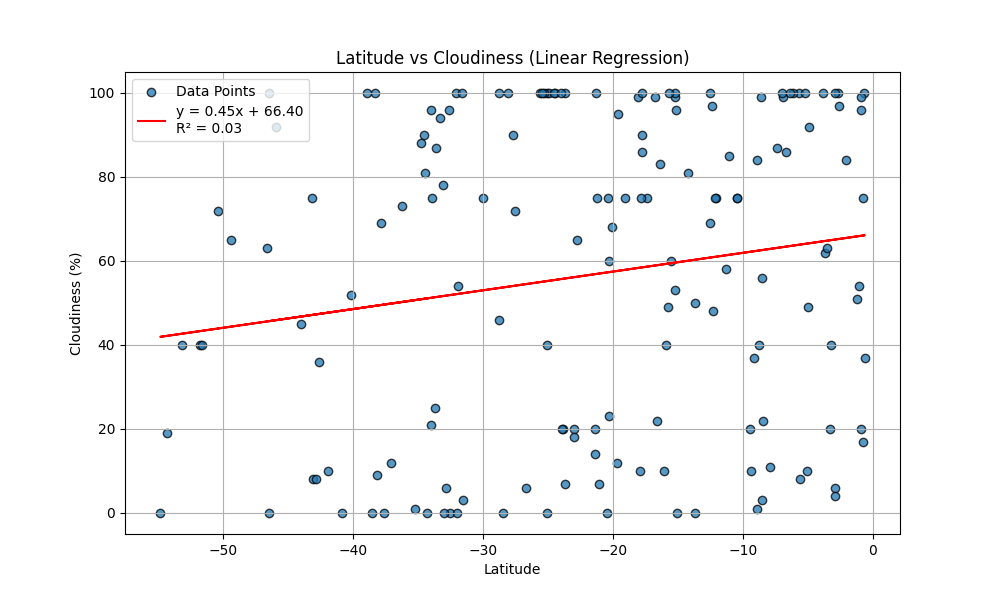 Latitude vs Cloudiness (Linear Regression)
Data Points
y = 0.45x + 66.40
R² = 0.03
100
80
60
40
20
0
Cloudiness (%)
−50
−40
−30
−20
−10
0
Latitude